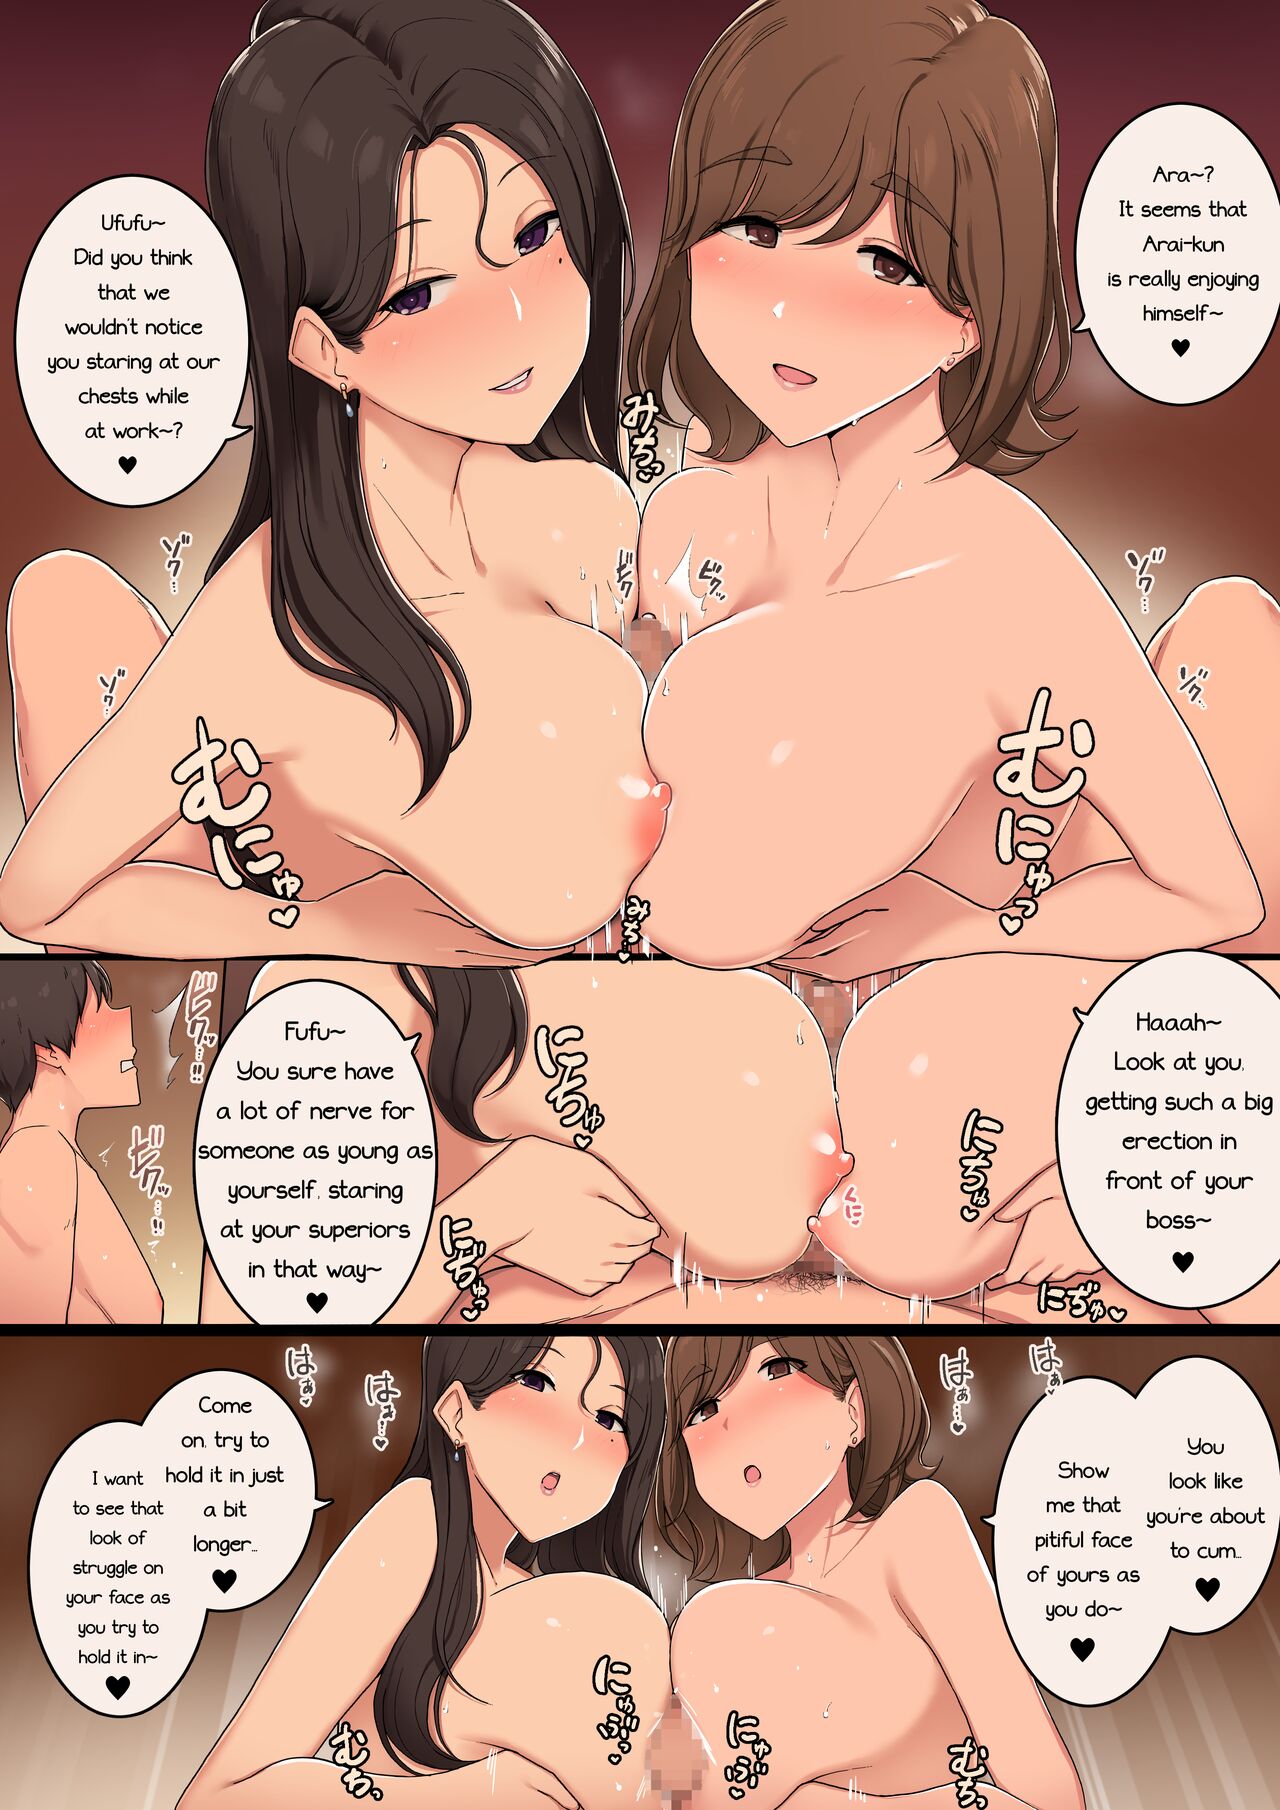 Ara~?
It seems that
Arai-kun
is really enjoying
himself~
♥
Ufufu~
Did you think
that we
wouldn't notice
you staring at our
chests while
at work~?
♥
みちっ♡
ゾク…
ビクッ
ビクッ
ゾク…
ゾク…
ゾク…
むにゅ♡
むにゅっ♡
みち…♡
Haaah~
Look at you,
getting such a big
erection in
front of your
boss~
♥
Fufu~
You sure have
a lot of nerve for
someone as young as
yourself, staring
at your superiors
in that way~
♥
ビクッ…!!
ビクッ…!!
にちゅ♡
にちゅ♡
くに♡
にぢゅっ♡
にぢゅ♡
You
look like
you're about
to cum...
♥
Show
me that
pitiful face
of yours as
you do~
♥
Come
on, try to
hold it in just
a bit
longer...
♥
I want
to see that
look of
struggle on
your face as
you try to
hold it in~
♥
はぁ♡
はぁ…♡
はぁ…♡
はぁ♡
にゅぷっ♡
にゅぷ♡
むちっ
むちっ